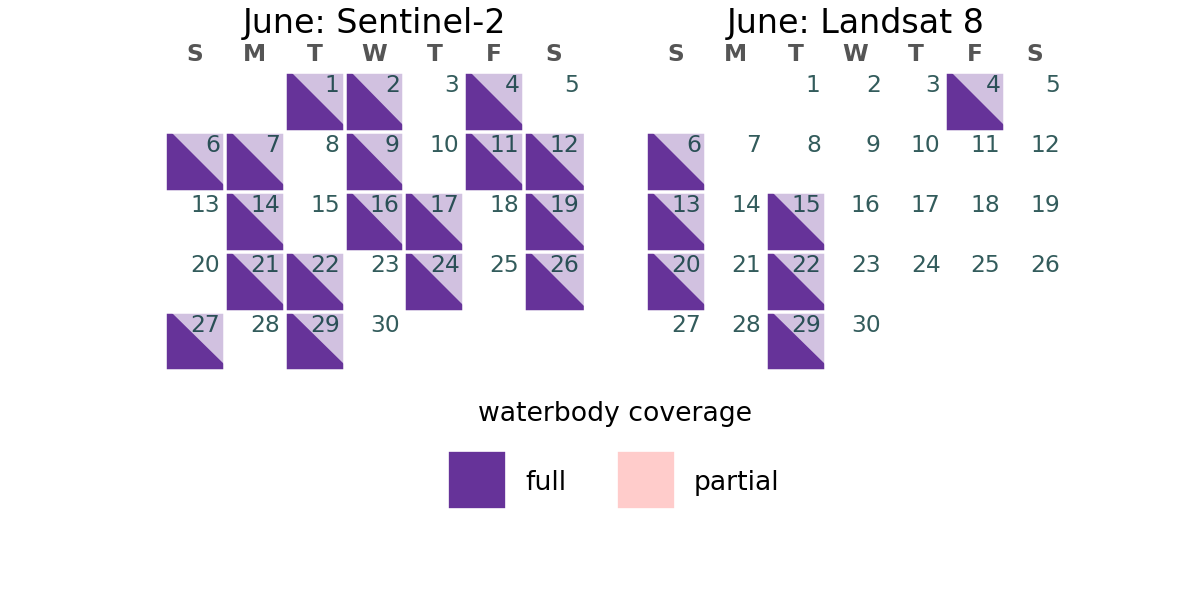 June: Sentinel-2
S M T W T F S
1 2 3 4 5
6 7 8 9 10 11 12
13 14 15 16 17 18 19
20 21 22 23 24 25 26
27 28 29 30
June: Landsat 8
S M T W T F S
1 2 3 4 5
6 7 8 9 10 11 12
13 14 15 16 17 18 19
20 21 22 23 24 25 26
27 28 29 30
waterbody coverage
full partial